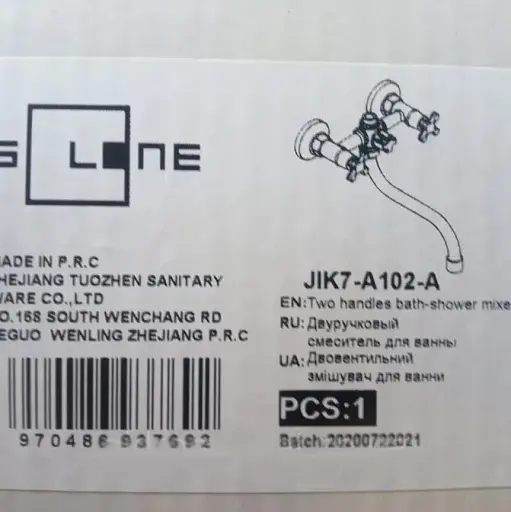 S LONE
JIK7-A102-A
EN:Two handles bath-shower mixe
RU: Двуручковый
смеситель для ванны
UA: Двовентильний
змішувач для ванни
PCS:1
Batch:20200722021
ADE IN P.R.C
HEJIANG TUOZHEN SANITARY
ARE CO.,LTD
O.168 SOUTH WENCHANG RD
EGUO WENLING ZHEJIANG P.R.C
970486 937692